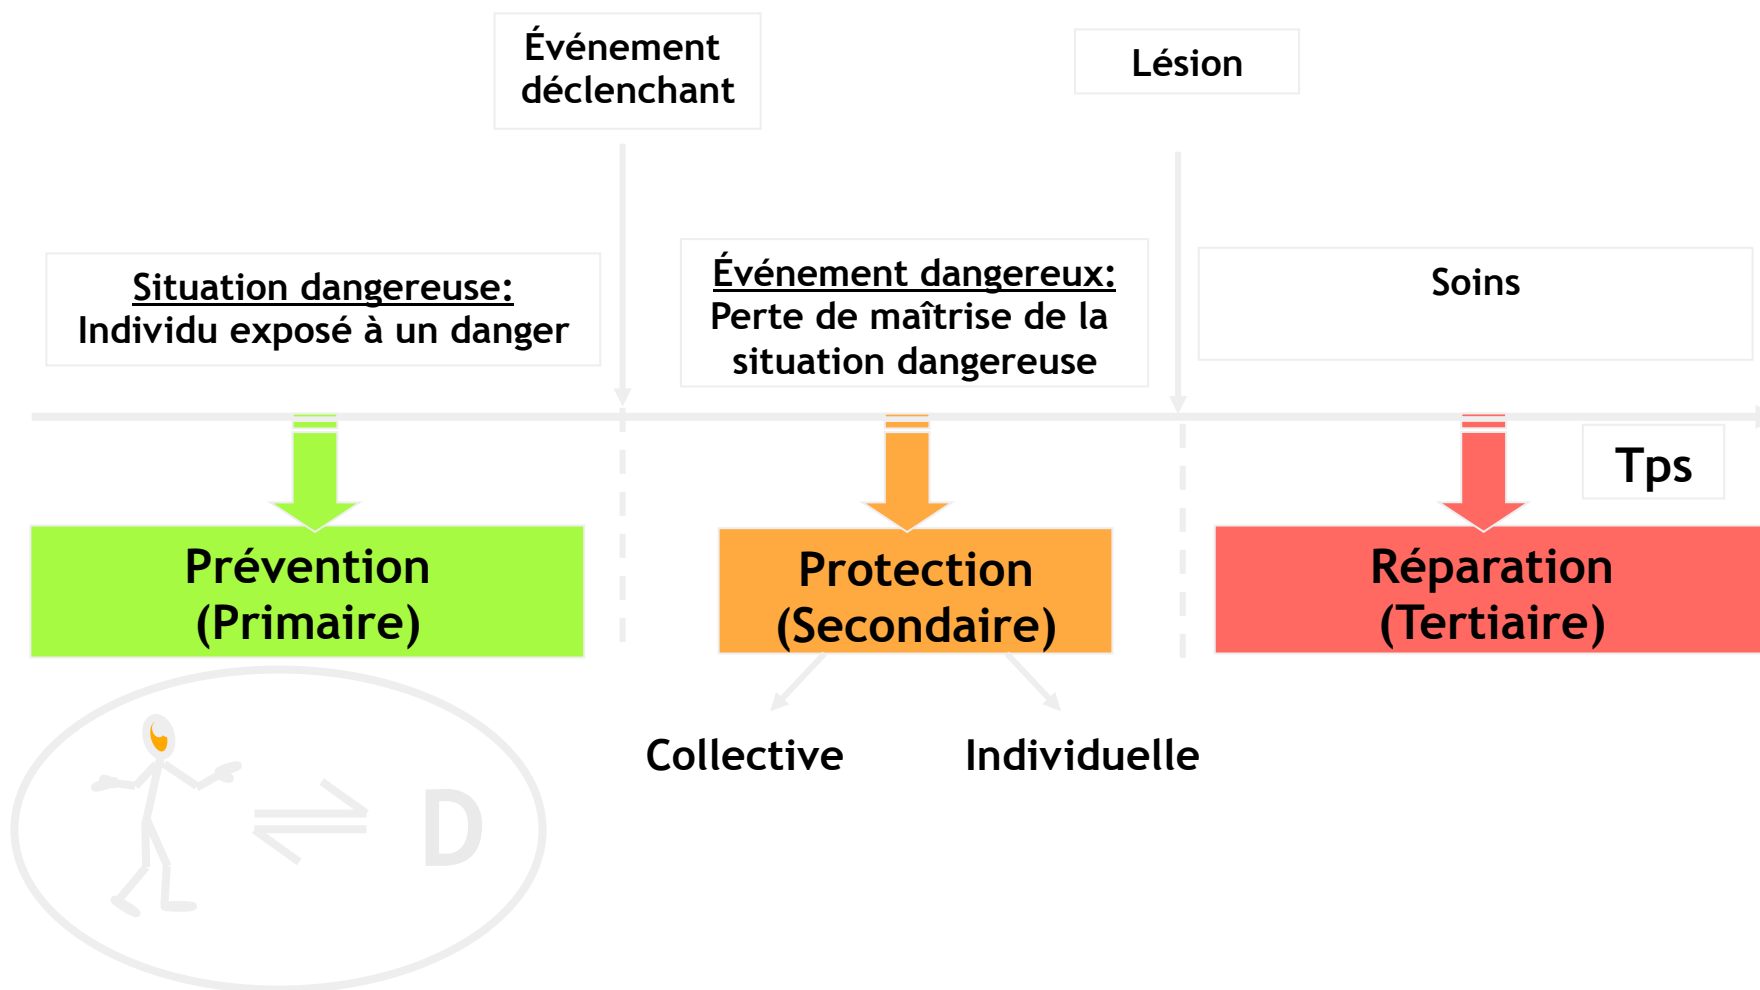 Événement
déclenchant
Lésion
Situation dangereuse:
Individu exposé à un danger
Événement dangereux:
Perte de maîtrise de la
situation dangereuse
Soins
Tps
Prévention
(Primaire)
Protection
(Secondaire)
Réparation
(Tertiaire)
Collective
Individuelle
D